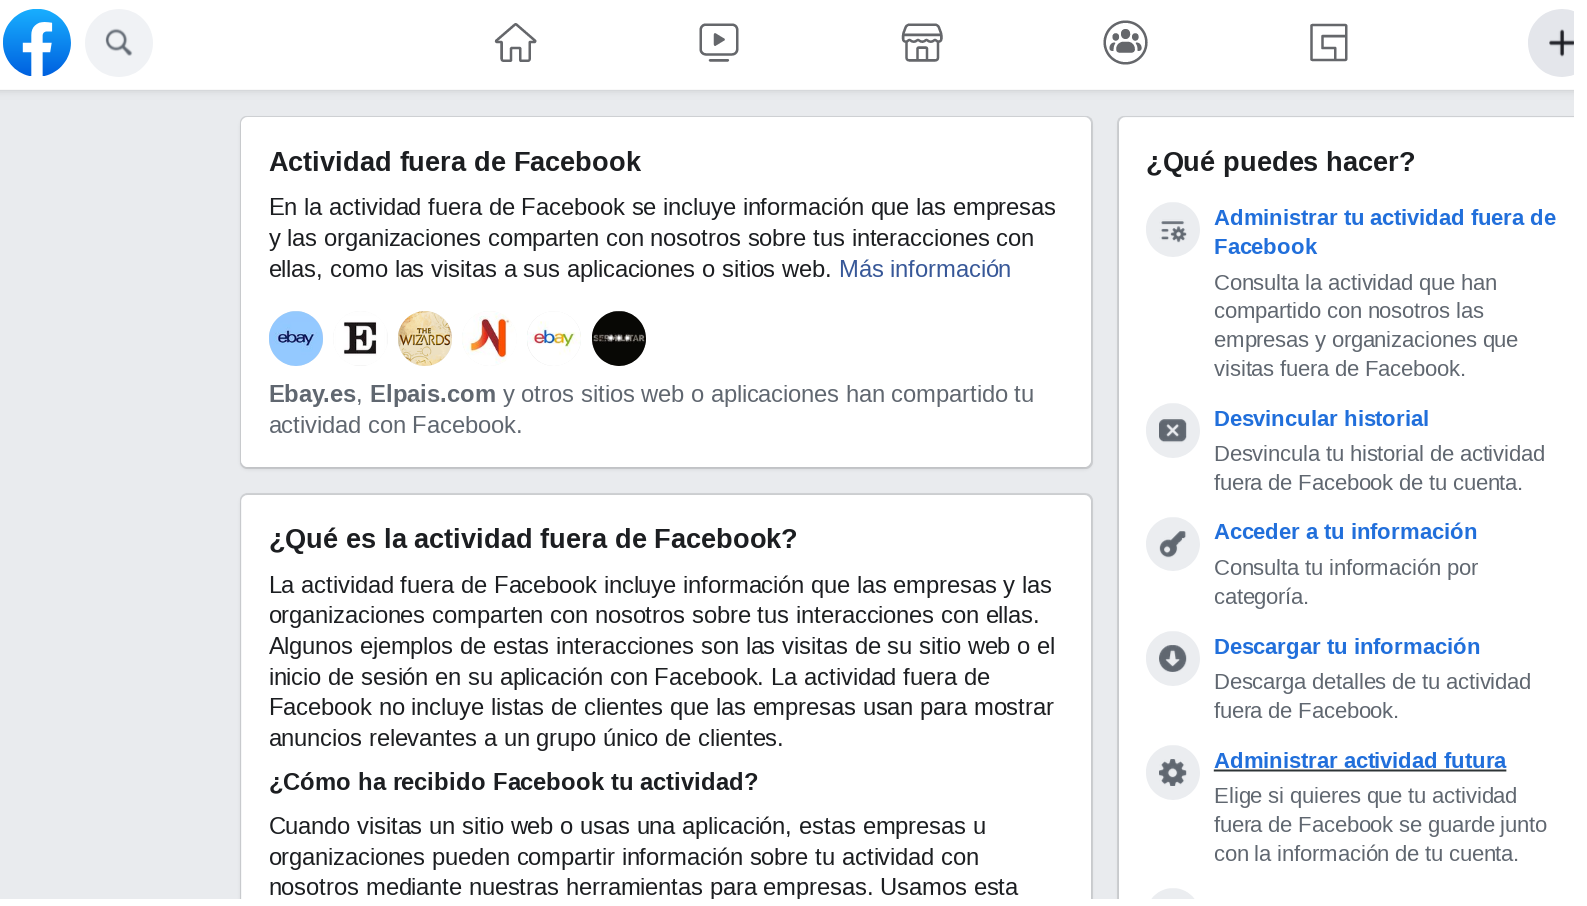 Actividad fuera de Facebook
En la actividad fuera de Facebook se incluye información que las empresas
y las organizaciones comparten con nosotros sobre tus interacciones con
ellas, como las visitas a sus aplicaciones o sitios web. Más información
ebay
E
THE
WIZARDS
N
ebay
Ebay.es, Elpais.com y otros sitios web o aplicaciones han compartido tu
actividad con Facebook.
¿Qué es la actividad fuera de Facebook?
La actividad fuera de Facebook incluye información que las empresas y las
organizaciones comparten con nosotros sobre tus interacciones con ellas.
Algunos ejemplos de estas interacciones son las visitas de su sitio web o el
inicio de sesión en su aplicación con Facebook. La actividad fuera de
Facebook no incluye listas de clientes que las empresas usan para mostrar
anuncios relevantes a un grupo único de clientes.
¿Cómo ha recibido Facebook tu actividad?
Cuando visitas un sitio web o usas una aplicación, estas empresas u
organizaciones pueden compartir información sobre tu actividad con
nosotros mediante nuestras herramientas para empresas. Usamos esta
¿Qué puedes hacer?
Administrar tu actividad fuera de
Facebook
Consulta la actividad que han
compartido con nosotros las
empresas y organizaciones que
visitas fuera de Facebook.
Desvincular historial
Desvincula tu historial de actividad
fuera de Facebook de tu cuenta.
Acceder a tu información
Consulta tu información por
categoría.
Descargar tu información
Descarga detalles de tu actividad
fuera de Facebook.
Administrar actividad futura
Elige si quieres que tu actividad
fuera de Facebook se guarde junto
con la información de tu cuenta.